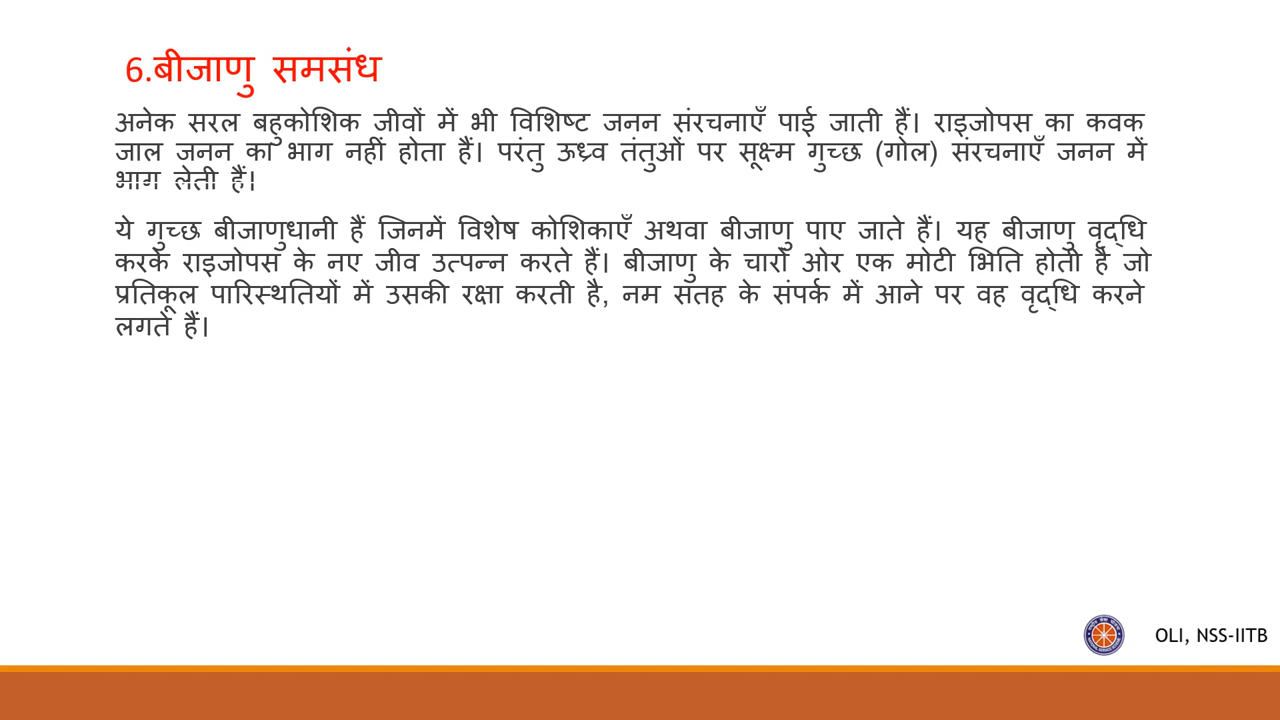 6.बीजाणु समसंध
अनेक सरल बहुकोशिक जीवों में भी विशिष्ट जनन संरचनाएँ पाई जाती हैं। राइजोपस का कवक
जाल जनन का भाग नहीं होता हैं। परंतु ऊध्र्व तंतुओं पर सूक्ष्म गुच्छ (गोल) संरचनाएँ जनन में
भाग लेती हैं।
ये गुच्छ बीजाणुधानी हैं जिनमें विशेष कोशिकाएँ अथवा बीजाणु पाए जाते हैं। यह बीजाणु वृद्धि
करके राइजोपस के नए जीव उत्पन्न करते हैं। बीजाणु के चारों ओर एक मोटी भिति होती है जो
प्रतिकूल पारिस्थतियों में उसकी रक्षा करती है, नम सतह के संपर्क में आने पर वह वृद्धि करने
लगते हैं।
OLI, NSS-IITB